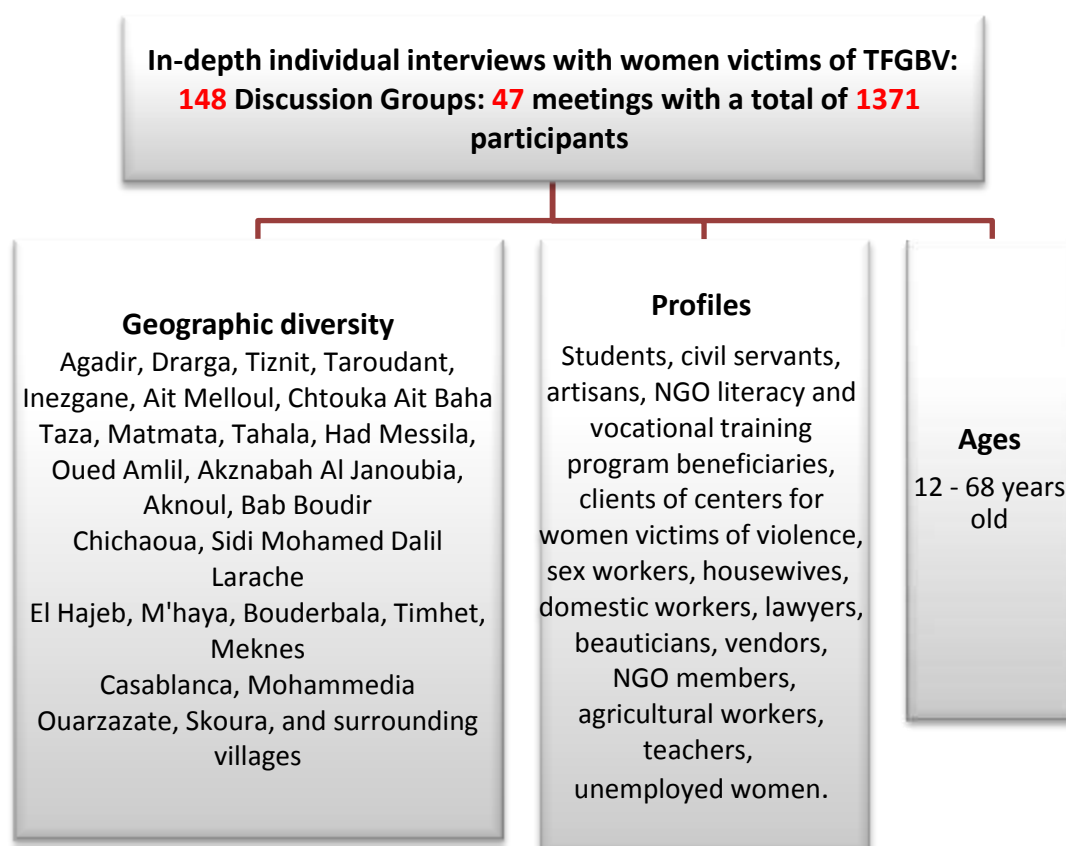 In-depth individual interviews with women victims of TFGBV:
148 Discussion Groups: 47 meetings with a total of 1371
participants
Geographic diversity
Agadir, Drarga, Tiznit, Taroudant,
Inezgane, Ait Melloul, Chtouka Ait Baha
Taza, Matmata, Tahala, Had Messila,
Oued Amlil, Akznabah Al Janoubia,
Aknoul, Bab Boudir
Chichaoua, Sidi Mohamed Dalil
Larache
El Hajeb, M'haya, Bouderbala, Timhet,
Meknes
Casablanca, Mohammedia
Ouarzazate, Skoura, and surrounding
villages
Profiles
Students, civil servants,
artisans, NGO literacy and
vocational training
program beneficiaries,
clients of centers for
women victims of violence,
sex workers, housewives,
domestic workers, lawyers,
beauticians, vendors,
NGO members,
agricultural workers,
teachers,
unemployed women.
Ages
12 - 68 years
old